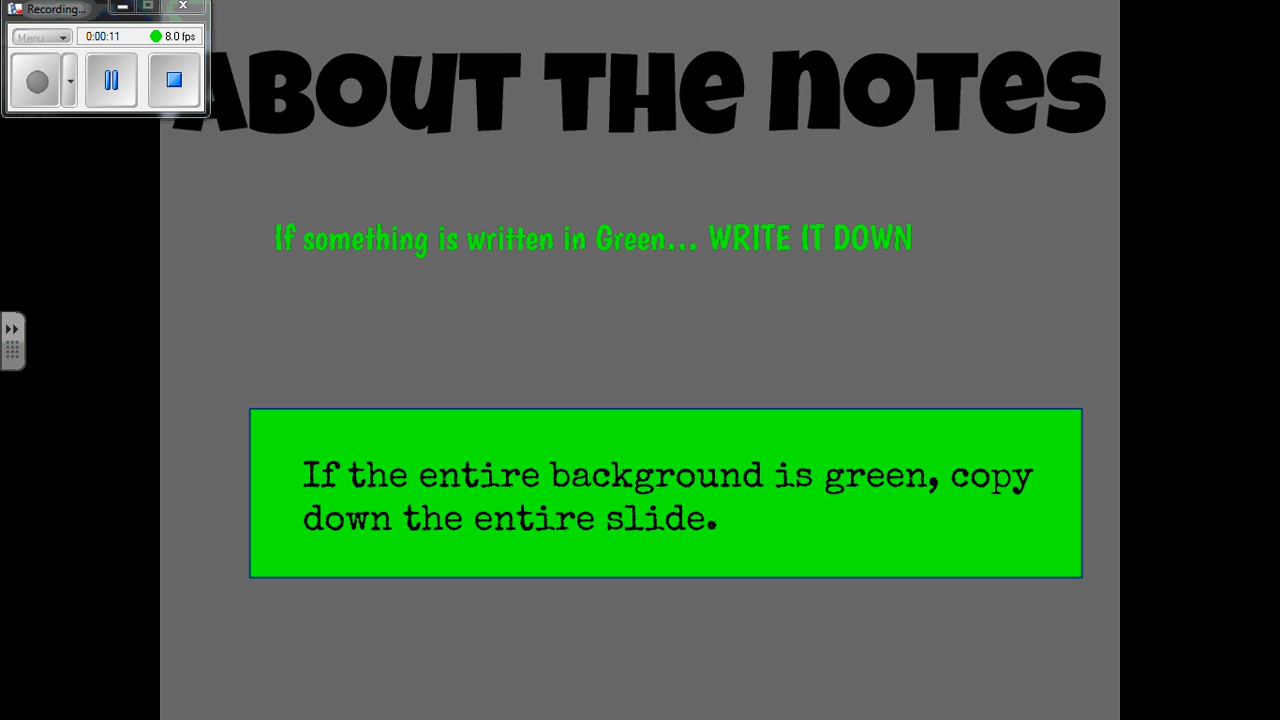 Recording...
Menu
0:00:11
8.0 fps
ABOUT THE NOTES
If something is written in Green... WRITE IT DOWN
If the entire background is green, copy
down the entire slide.